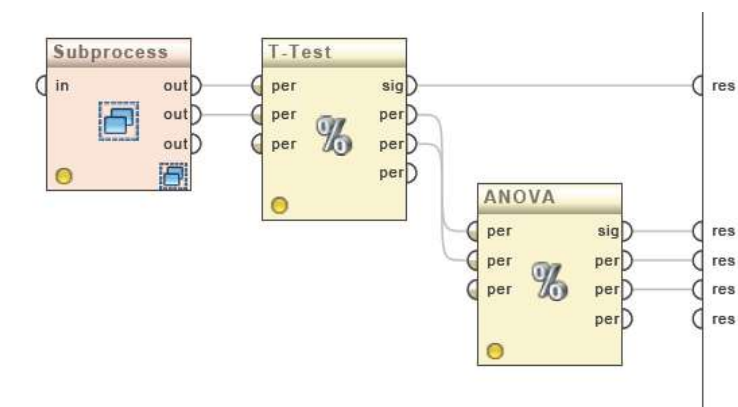 Subprocess
in out
out
out
T-Test
per sig
per per
per per
per
ANOVA
per sig
per per
per per
per
res
res
res
res
res